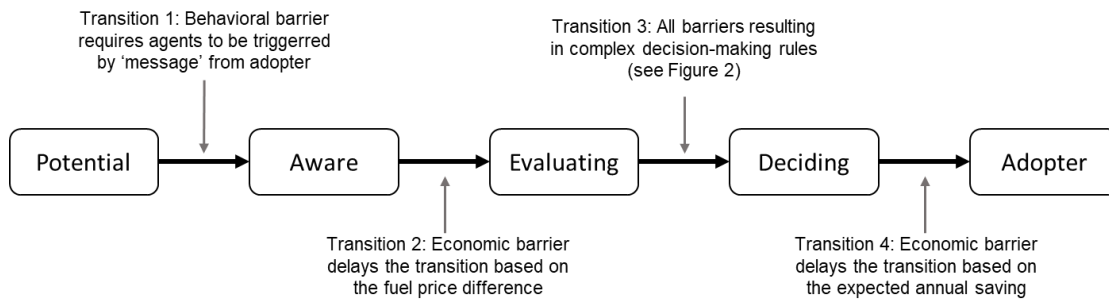 Transition 1: Behavioral barrier
requires agents to be triggerred
by ‘message’ from adopter
Transition 3: All barriers resulting
in complex decision-making rules
(see Figure 2)
Potential
Aware
Evaluating
Deciding
Adopter
Transition 2: Economic barrier
delays the transition based on
the fuel price difference
Transition 4: Economic barrier
delays the transition based on
the expected annual saving